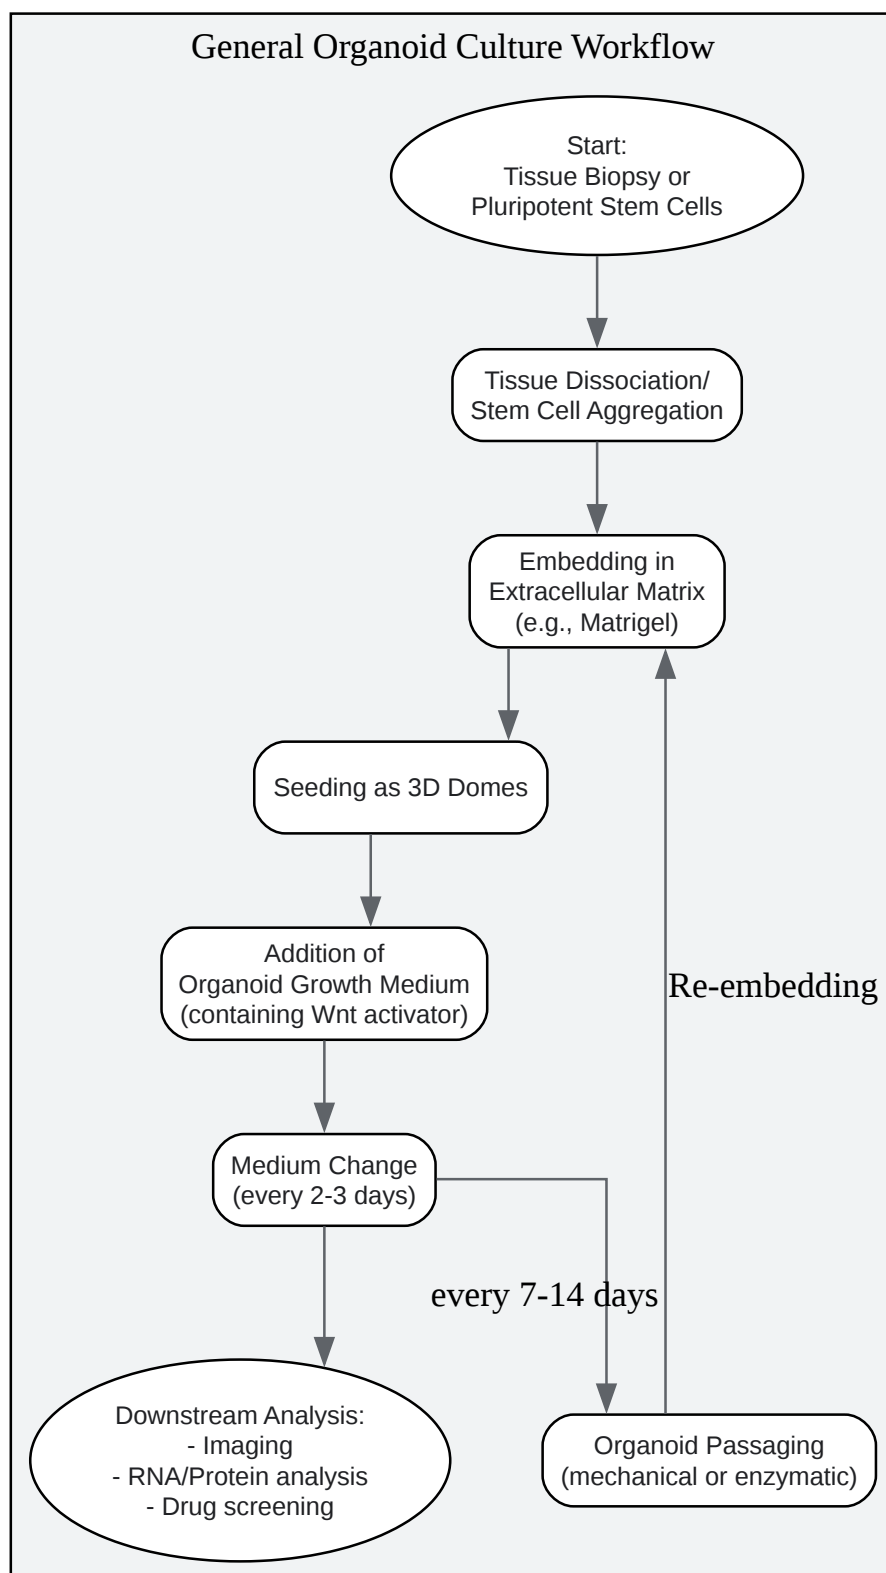 General Organoid Culture Workflow
Start:
Tissue Biopsy or
Pluripotent Stem Cells
Tissue Dissociation/
Stem Cell Aggregation
Embedding in
Extracellular Matrix
(e.g., Matrigel)
Seeding as 3D Domes
Addition of
Organoid Growth Medium
(containing Wnt activator)
Re-embedding
Medium Change
(every 2-3 days)
every 7-14 days
Downstream Analysis:
- Imaging
- RNA/Protein analysis
- Drug screening
Organoid Passaging
(mechanical or enzymatic)